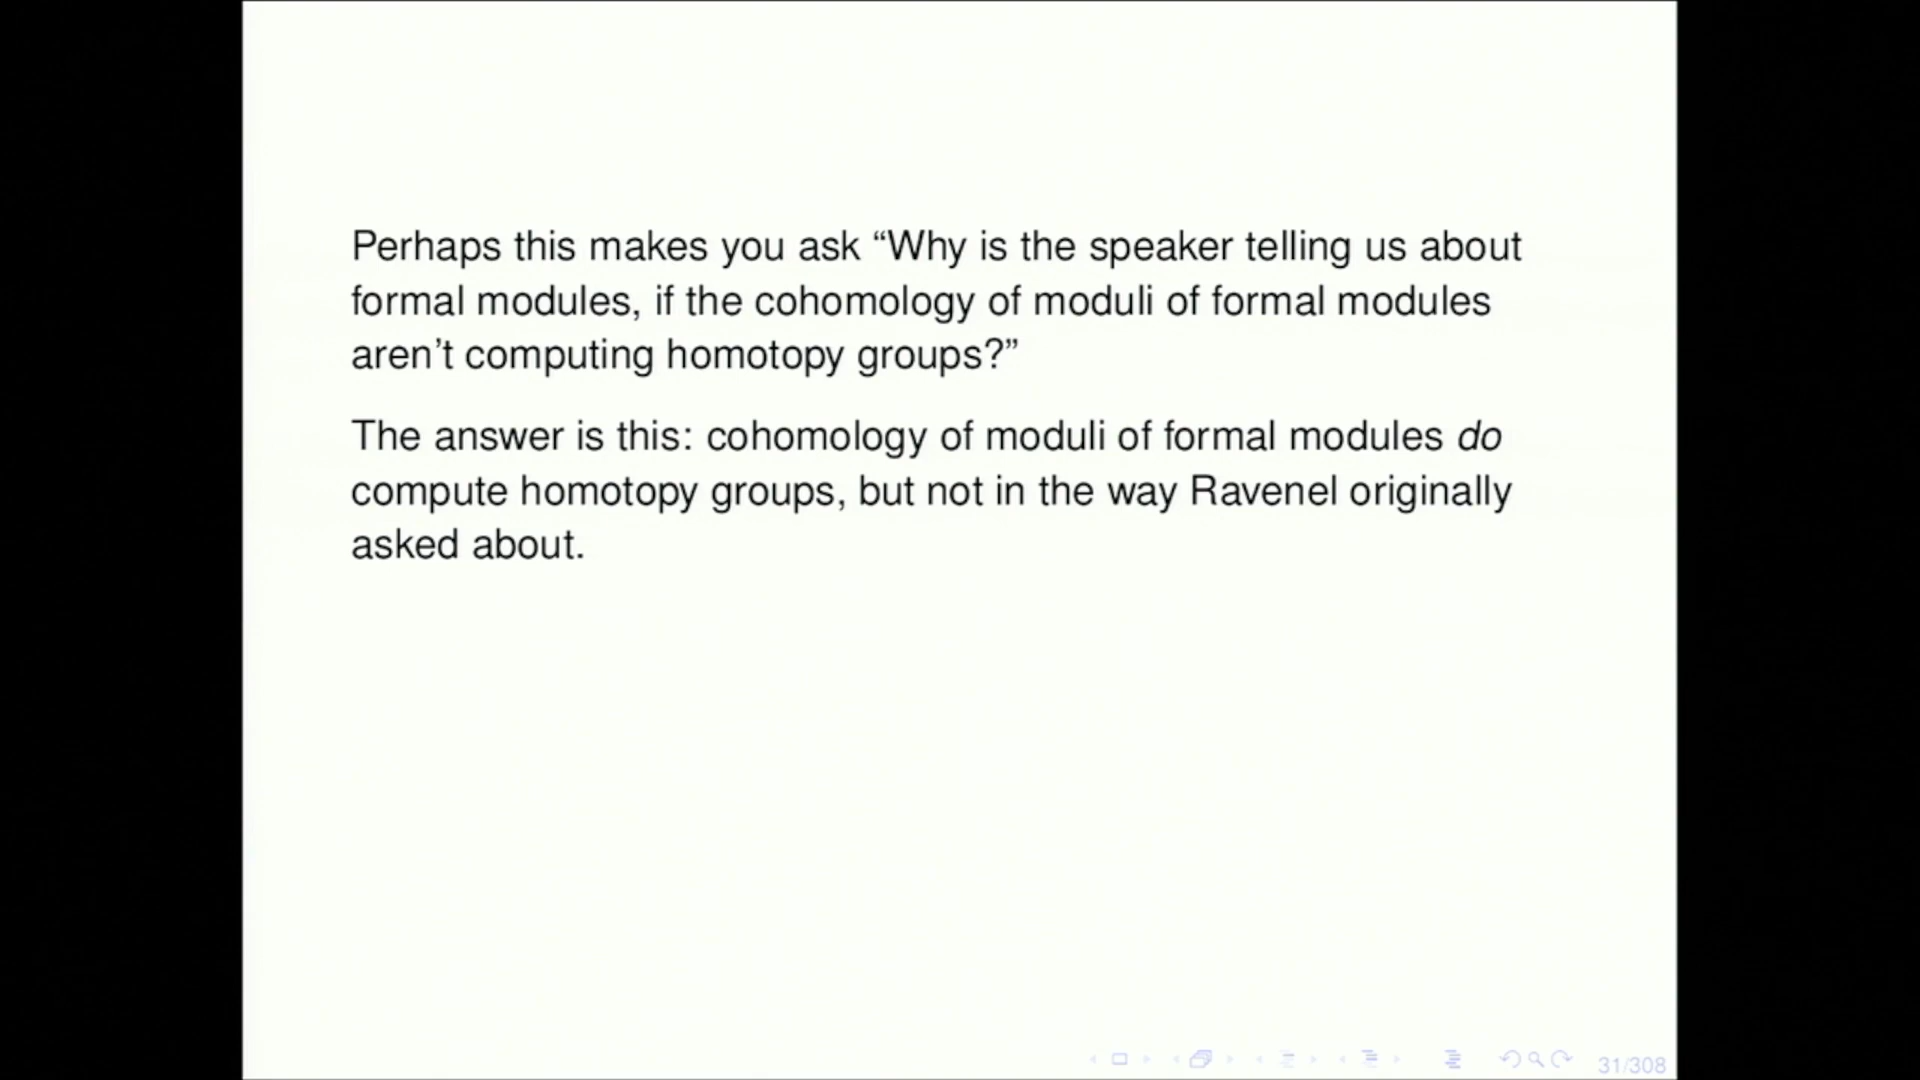 Perhaps this makes you ask “Why is the speaker telling us about
formal modules, if the cohomology of moduli of formal modules
aren’t computing homotopy groups?”
The answer is this: cohomology of moduli of formal modules do
compute homotopy groups, but not in the way Ravenel originally
asked about.
31/308